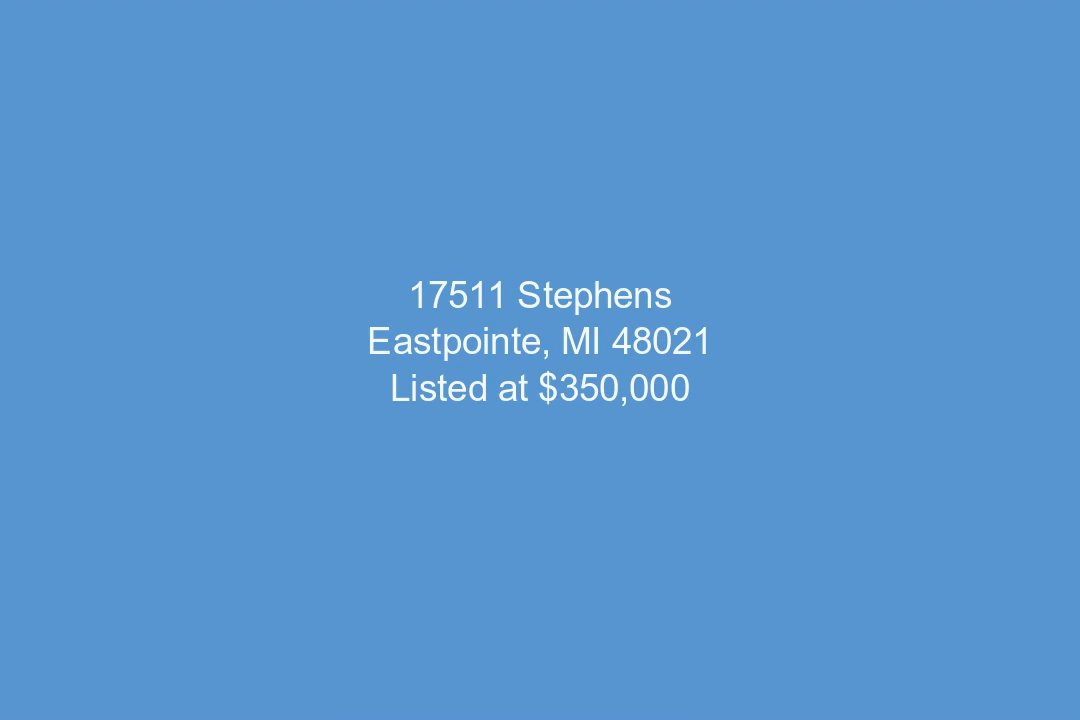 17511 Stephens
Eastpointe, MI 48021
Listed at $350,000